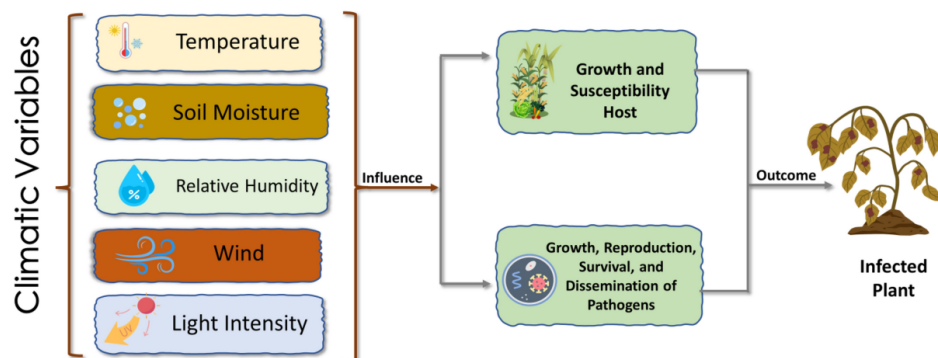 Climatic Variables
Temperature
Soil Moisture
%
Relative Humidity
Wind
UV
Light Intensity
Influence
Growth and
Susceptibility
Host
Growth, Reproduction,
Survival, and
Dissemination of
Pathogens
Outcome
Infected
Plant